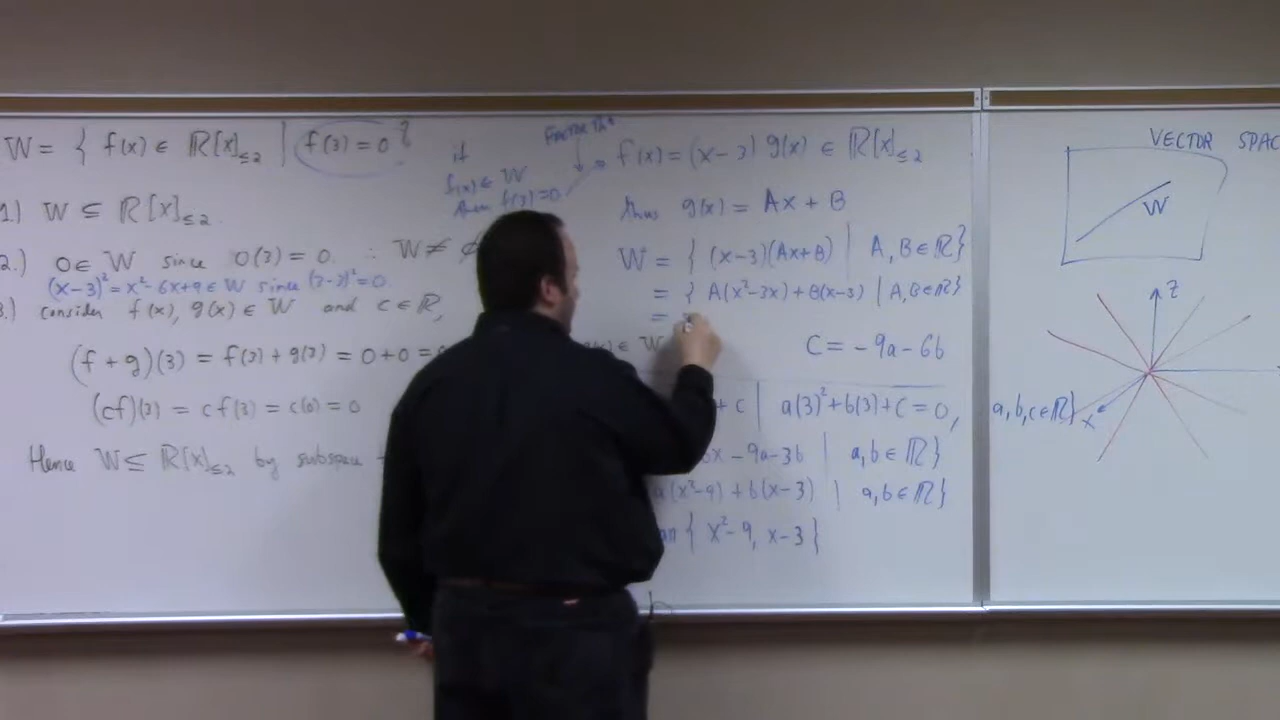 W = { f(x) ∈ ℝ[x]≤2 | f(3) = 0 }
1.) W ⊆ ℝ[x]≤2.
2.) 0 ∈ W since 0(3) = 0. ∴ W ≠ ∅
(x-3)² = x² - 6x + 9 ∈ W since (3-3)² = 0.
3.) consider f(x), g(x) ∈ W and c ∈ ℝ,
(f + g)(3) = f(3) + g(3) = 0 + 0 = 0
(cf)(3) = c f(3) = c(0) = 0
Hence W ≤ ℝ[x]≤2 by subspace
if
f(x) ∈ W
then f(3) = 0
Factor Thm
f(x) = (x-3) g(x) ∈ ℝ[x]≤2
thus g(x) = Ax + B
W = { (x-3)(Ax+B) | A, B ∈ ℝ }
= { A(x²-3x) + B(x-3) | A, B ∈ ℝ }
=
∈ W
C = -9a - 6b
+ c | a(3)² + b(3) + C = 0, a, b, c ∈ ℝ }
x - 9a - 3b | a, b ∈ ℝ }
a(x²-9) + b(x-3) | a, b ∈ ℝ }
{ x² - 9, x - 3 }
VECTOR SPAC
W
Z
X